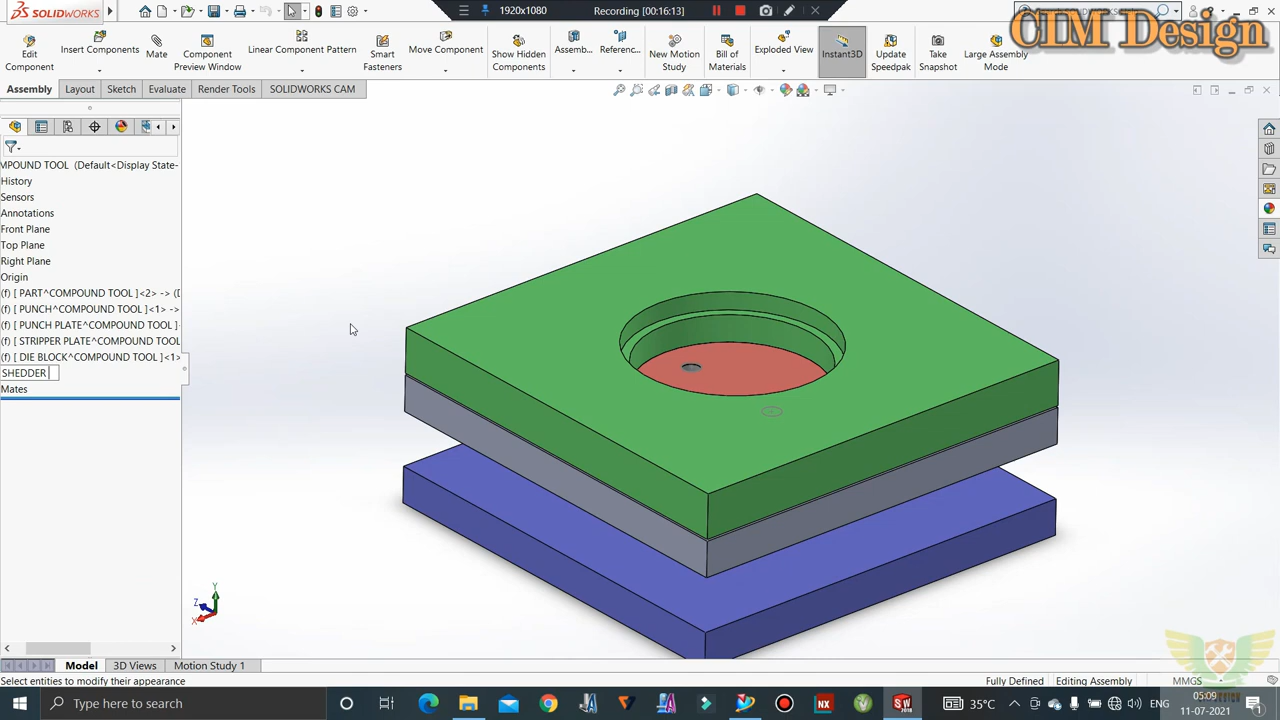 SOLIDWORKS
1920x1080
Recording [00:16:13]
CIM Design
Edit
Component
Insert Components
Mate
Component
Preview Window
Linear Component Pattern
Smart
Fasteners
Move Component
Show Hidden
Components
Assemb...
Referenc...
New Motion
Study
Bill of
Materials
Exploded View
Instant3D
Update
Speedpak
Take
Snapshot
Large Assembly
Mode
Assembly
Layout
Sketch
Evaluate
Render Tools
SOLIDWORKS CAM
MPOUND TOOL (Default<Display State-
History
Sensors
Annotations
Front Plane
Top Plane
Right Plane
Origin
(f) [ PART^COMPOUND TOOL ]<2> -> (D
(f) [ PUNCH^COMPOUND TOOL ]<1> ->
(f) [ PUNCH PLATE^COMPOUND TOOL ]
(f) [ STRIPPER PLATE^COMPOUND TOOL
(f) [ DIE BLOCK^COMPOUND TOOL ]<1>
SHEDDER
Mates
Y
Z
X
Model
3D Views
Motion Study 1
Select entities to modify their appearance
Fully Defined
Editing Assembly
MMGS
Type here to search
NX
SW
2018
35°C
ENG
05:09
11-07-2021